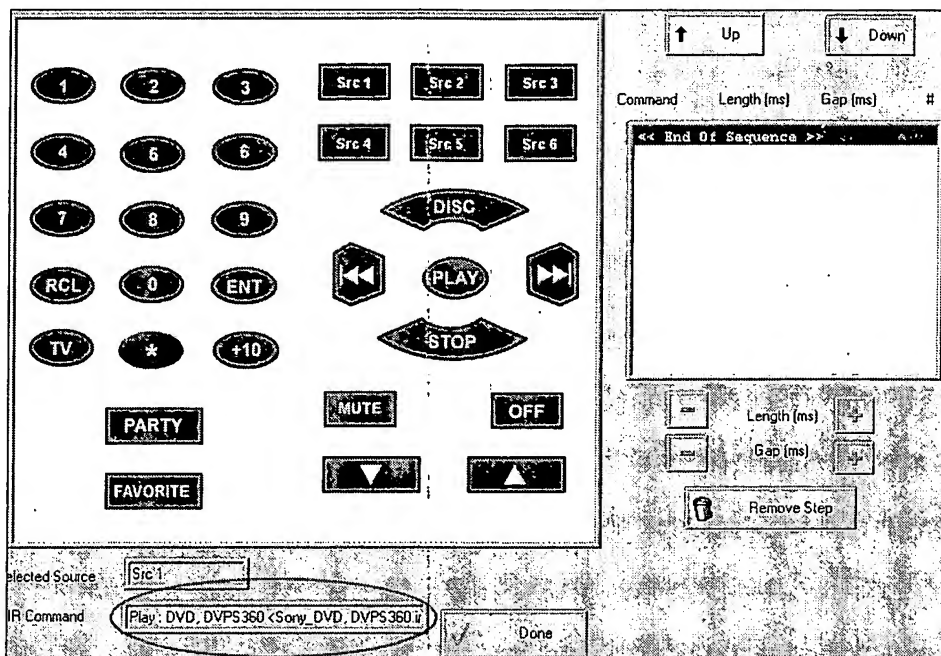 Up
Down
1
2
3
Src 1
Src 2
Src 3
Command
Length (ms)
Gap (ms)
#
<< End Of Sequence >>
4
5
6
Src 4
Src 5
Src 6
7
8
9
DISC
RCL
0
ENT
PLAY
STOP
TV
*
+10
MUTE
OFF
Length (ms)
PARTY
Gap (ms)
FAVORITE
Remove Step
elected Source
Src 1
IR Command
Play : DVD, DVPS360 <Sony_DVD, DVPS360.ir
Done